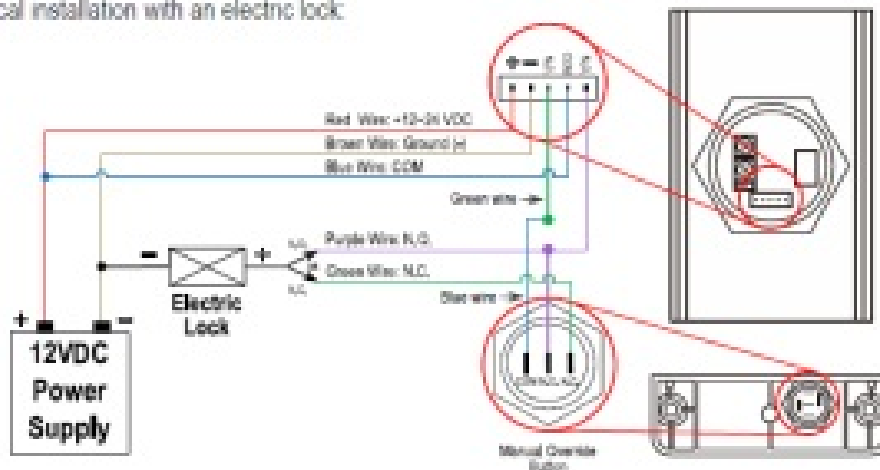 cal installation with an electric lock:
+ −
Red Wire: +12-24 VDC
Brown Wire: Ground (-)
Blue Wire: COM
Green wire
Purple Wire: N.O.
Green Wire: N.C.
Blue wire
− +
Electric
Lock
+ −
12VDC
Power
Supply
Manual Override
Button